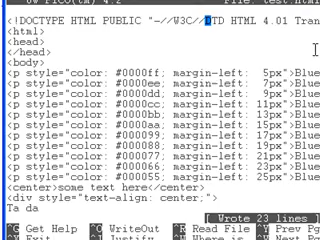 UW PICO(tm) 4.2 File: test.html
<!DOCTYPE HTML PUBLIC "-//W3C//DTD HTML 4.01 Tran
<html>
<head>
</head>
<body>
<p style="color: #0000ff; margin-left:   5px">Blue
<p style="color: #0000ee; margin-left:   7px">Blue
<p style="color: #0000dd; margin-left:   9px">Blue
<p style="color: #0000cc; margin-left:  11px">Blue
<p style="color: #0000bb; margin-left:  13px">Blue
<p style="color: #0000aa; margin-left:  15px">Blue
<p style="color: #000099; margin-left:  17px">Blue
<p style="color: #000088; margin-left:  19px">Blue
<p style="color: #000077; margin-left:  21px">Blue
<p style="color: #000066; margin-left:  23px">Blue
<p style="color: #000055; margin-left:  25px">Blue
<center>some text here</center>
<div style="text-align: center;">
Ta da
[ Wrote 23 lines ]
^G Get Help ^O WriteOut ^R Read File ^Y Prev Pg
^X Exit ^J Justify ^W Where is ^V Next Pg